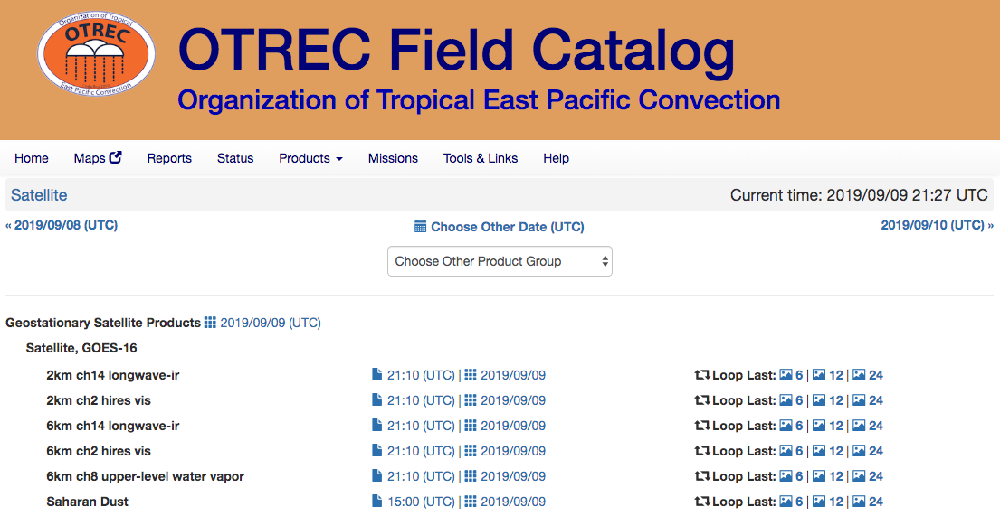 Organization of Tropical
OTREC
East Pacific Convection
OTREC Field Catalog
Organization of Tropical East Pacific Convection
Home Maps Reports Status Products Missions Tools & Links Help
Satellite Current time: 2019/09/09 21:27 UTC
« 2019/09/08 (UTC) Choose Other Date (UTC) 2019/09/10 (UTC) »
Choose Other Product Group
Geostationary Satellite Products 2019/09/09 (UTC)
Satellite, GOES-16
2km ch14 longwave-ir 21:10 (UTC) | 2019/09/09 Loop Last: 6 | 12 | 24
2km ch2 hires vis 21:10 (UTC) | 2019/09/09 Loop Last: 6 | 12 | 24
6km ch14 longwave-ir 21:10 (UTC) | 2019/09/09 Loop Last: 6 | 12 | 24
6km ch2 hires vis 21:10 (UTC) | 2019/09/09 Loop Last: 6 | 12 | 24
6km ch8 upper-level water vapor 21:10 (UTC) | 2019/09/09 Loop Last: 6 | 12 | 24
Saharan Dust 15:00 (UTC) | 2019/09/09 Loop Last: 6 | 12 | 24